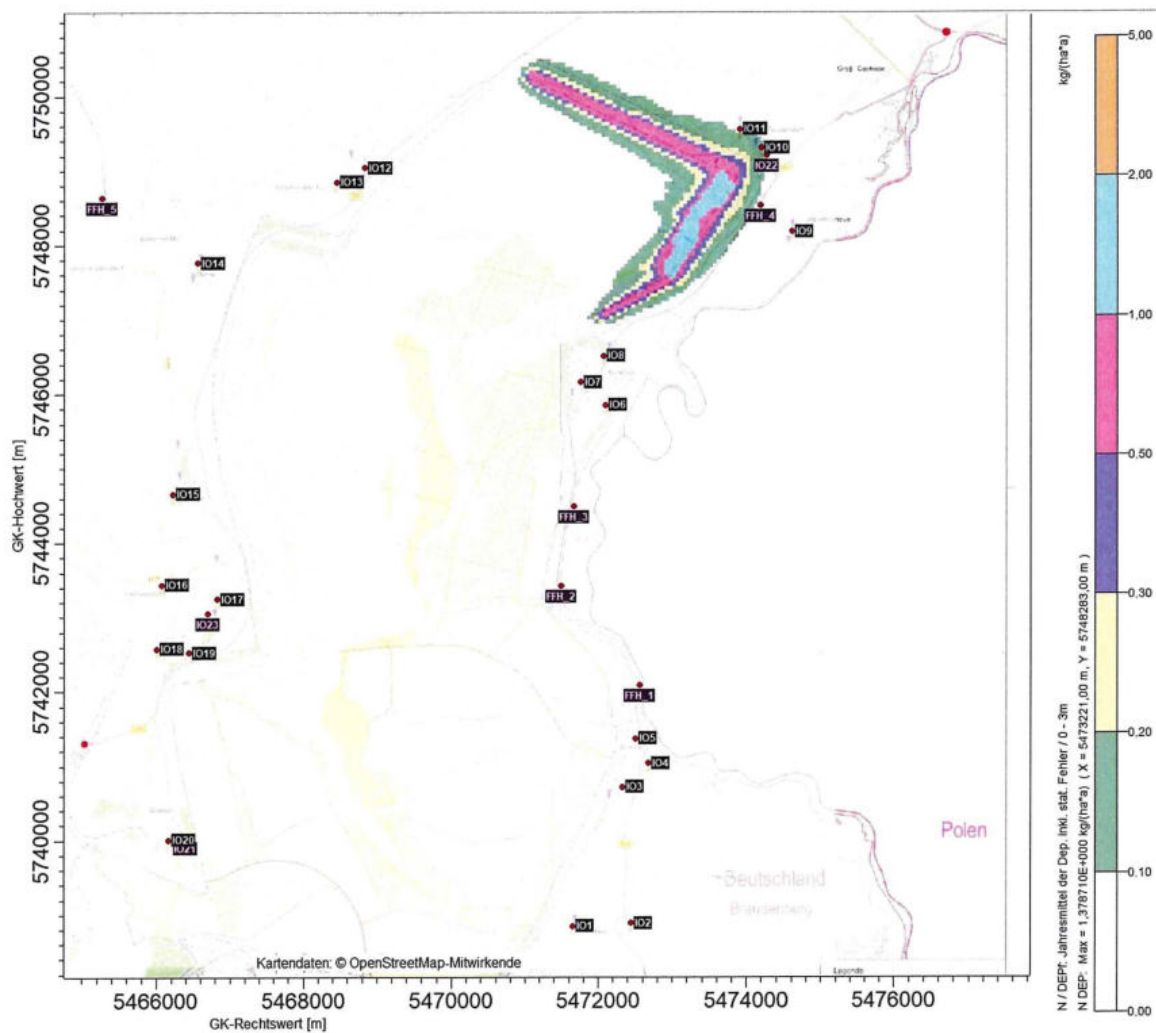 kg/(ha*a)
5,00
2,00
1,00
0,50
0,30
0,20
0,10
0,00
N / DEPT: Jahresmittel der Dep. inkl. stat. Fehler / 0 - 3m
N DEP: Max = 1,378710E+000 kg/(ha*a) ( X = 5473221,00 m, Y = 5748283,00 m )
GK-Hochwert [m]
5750000
5748000
5746000
5744000
5742000
5740000
IO11
IO10
IO22
IO12
IO13
FFH_5
FFH_4
IO9
IO14
IO8
IO7
IO6
IO15
FFH_3
IO16
FFH_2
IO17
IO23
IO18
IO19
FFH_1
IO5
IO4
IO3
IO20
IO21
Polen
Deutschland
Brandenburg
IO1
IO2
Kartendaten: © OpenStreetMap-Mitwirkende
Legende
5466000
5468000
5470000
5472000
5474000
5476000
GK-Rechtswert [m]